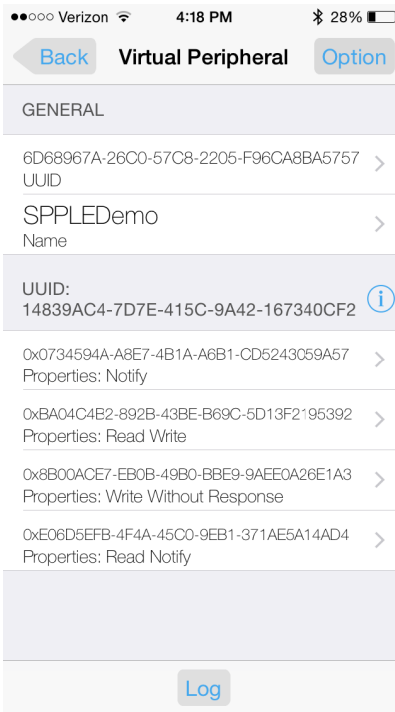 Verizon 4:18 PM 28%
Back Virtual Peripheral Option
GENERAL
6D68967A-26C0-57C8-2205-F96CA8BA5757
UUID
SPPLEDemo
Name
UUID:
14839AC4-7D7E-415C-9A42-167340CF2
0x0734594A-A8E7-4B1A-A6B1-CD5243059A57
Properties: Notify
0xBA04C4B2-892B-43BE-B69C-5D13F2195392
Properties: Read Write
0x8B00ACE7-EB0B-49B0-BBE9-9AEE0A26E1A3
Properties: Write Without Response
0xE06D5EFB-4F4A-45C0-9EB1-371AE5A14AD4
Properties: Read Notify
Log